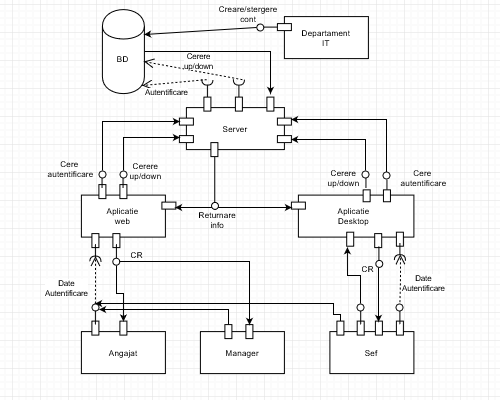 Creare/stergere
cont
Departament
IT
BD
Cerere
up/down
Autentificare
Server
Cere
autentificare
Cerere
up/down
Cerere
up/down
Cere
autentificare
Aplicatie
web
Returnare
info
Aplicatie
Desktop
CR
CR
Date
Autentificare
Date
Autentificare
Angajat
Manager
Sef